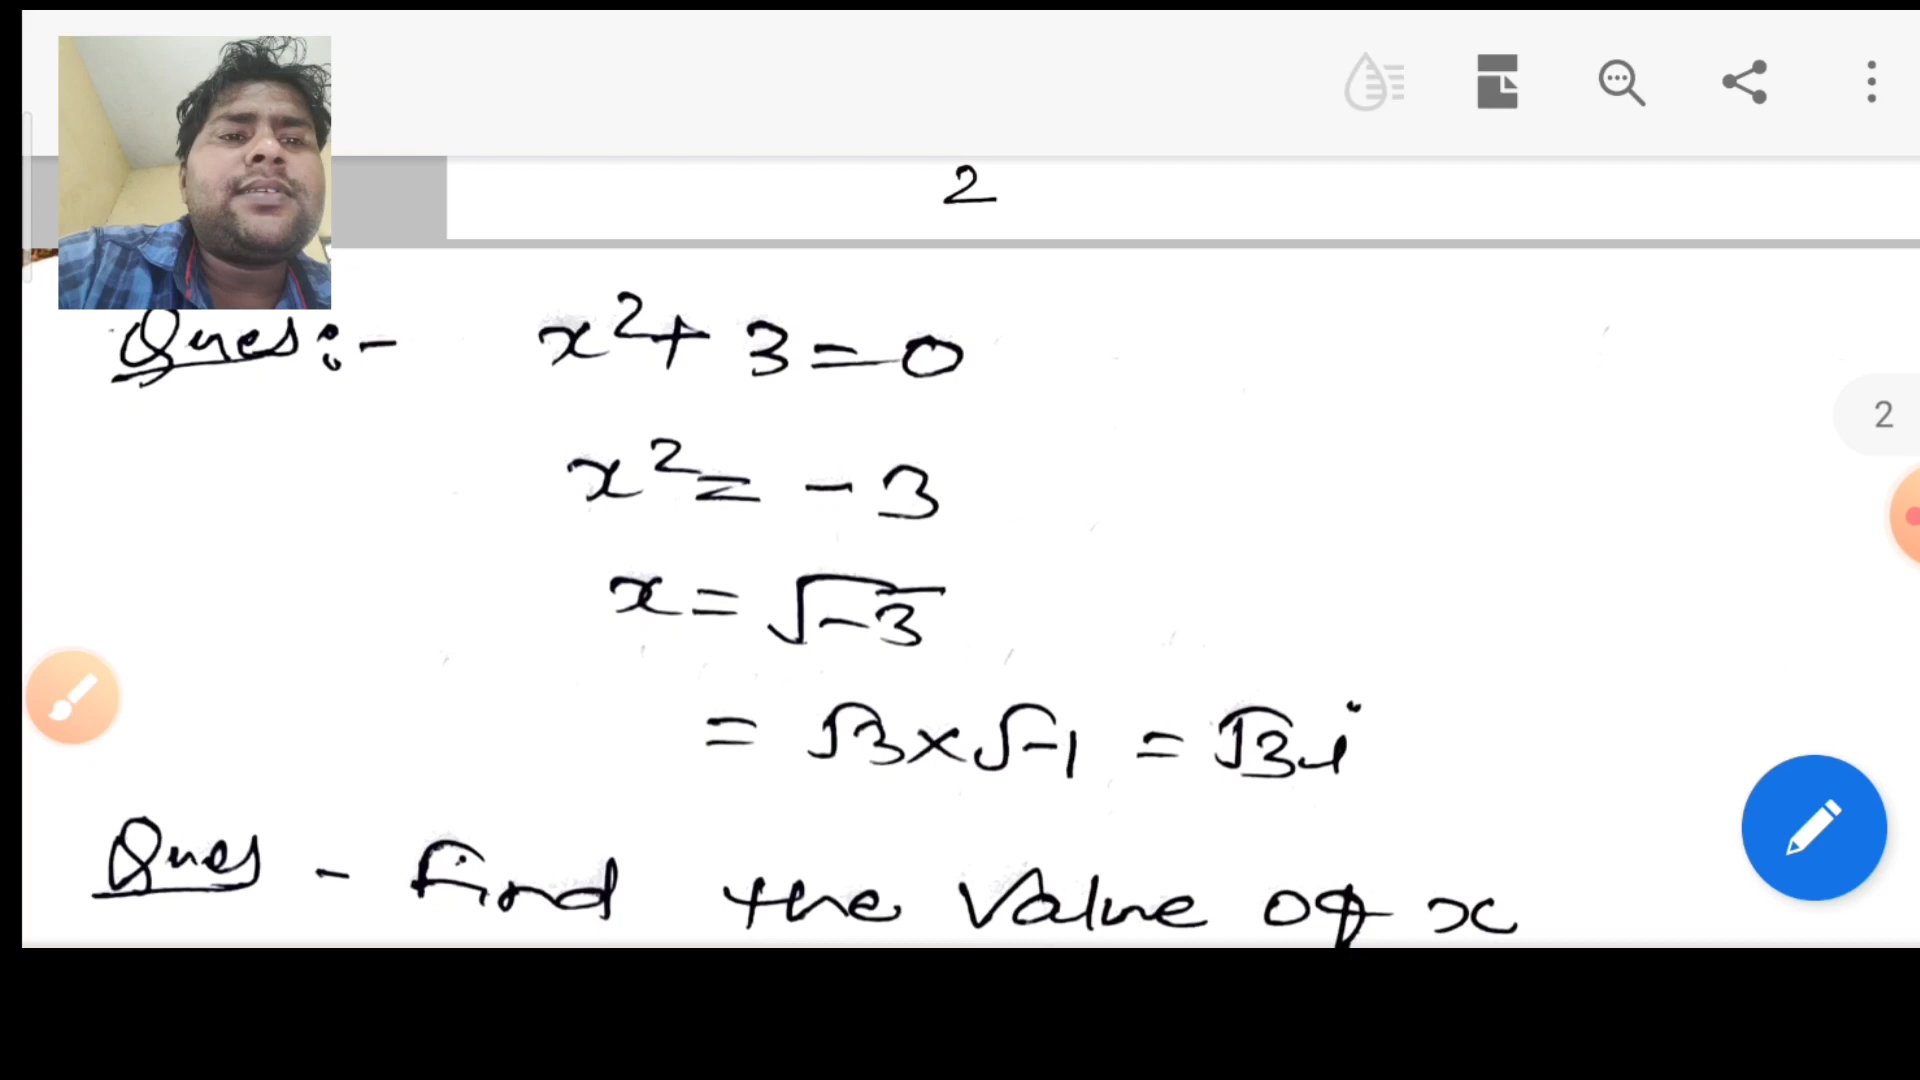 2
Ques:- x²+3=0
2
x²=-3
x=√-3
=√3×√-1=√3i
Ques - Find the Value of x